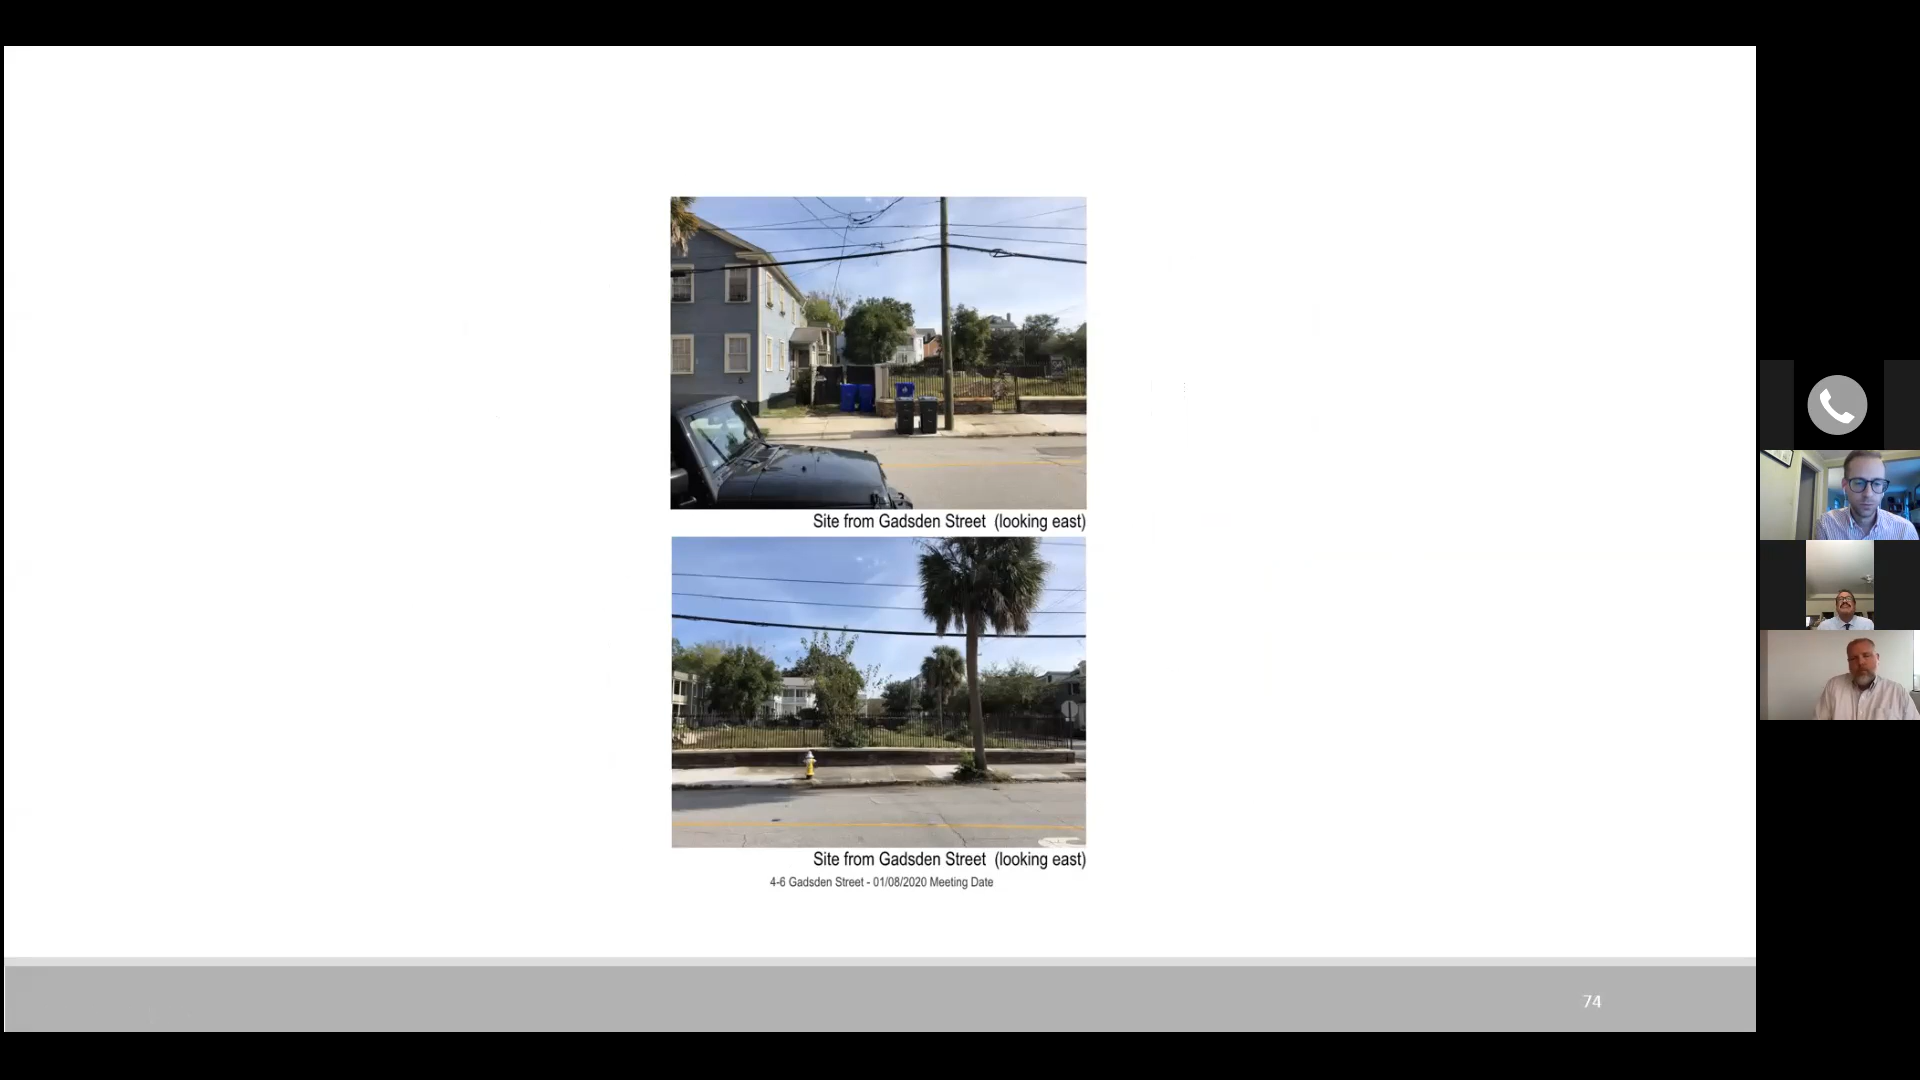 Site from Gadsden Street (looking east)
Site from Gadsden Street (looking east)
4-6 Gadsden Street - 01/08/2020 Meeting Date
74